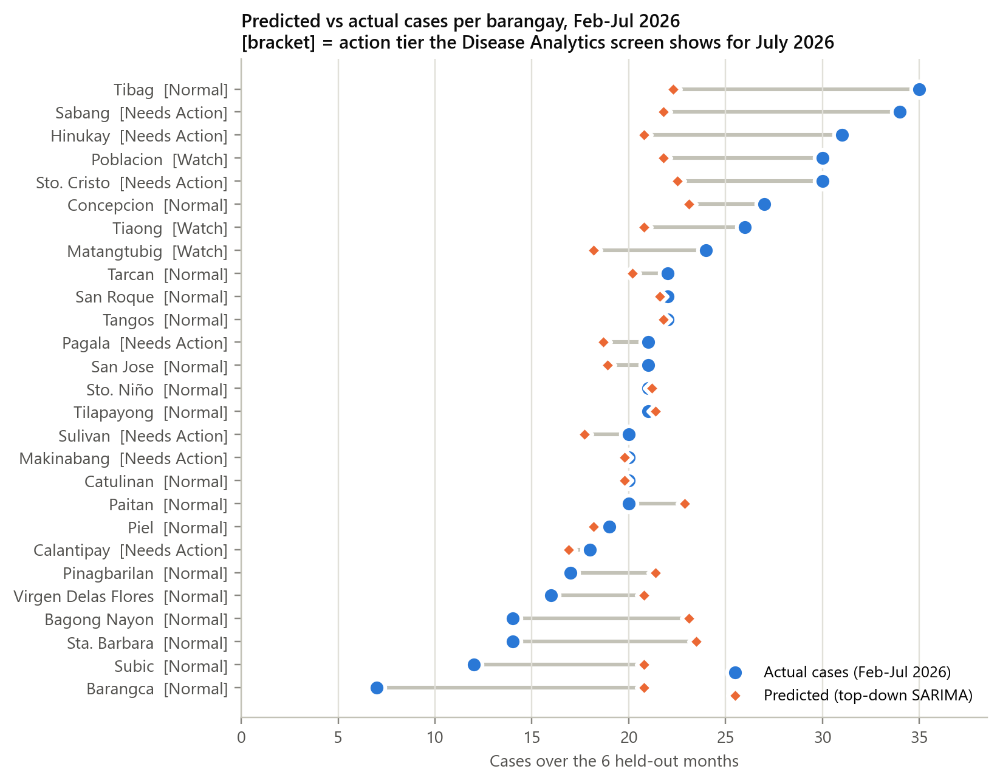 Predicted vs actual cases per barangay, Feb-Jul 2026
[bracket] = action tier the Disease Analytics screen shows for July 2026
Tibag [Normal]
Sabang [Needs Action]
Hinukay [Needs Action]
Poblacion [Watch]
Sto. Cristo [Needs Action]
Concepcion [Normal]
Tiaong [Watch]
Matangtubig [Watch]
Tarcan [Normal]
San Roque [Normal]
Tangos [Normal]
Pagala [Needs Action]
San Jose [Normal]
Sto. Niño [Normal]
Tilapayong [Normal]
Sulivan [Needs Action]
Makinabang [Needs Action]
Catulinan [Normal]
Paitan [Normal]
Piel [Normal]
Calantipay [Needs Action]
Pinagbarilan [Normal]
Virgen Delas Flores [Normal]
Bagong Nayon [Normal]
Sta. Barbara [Normal]
Subic [Normal]
Barangca [Normal]
Actual cases (Feb-Jul 2026)
Predicted (top-down SARIMA)
0 5 10 15 20 25 30 35
Cases over the 6 held-out months